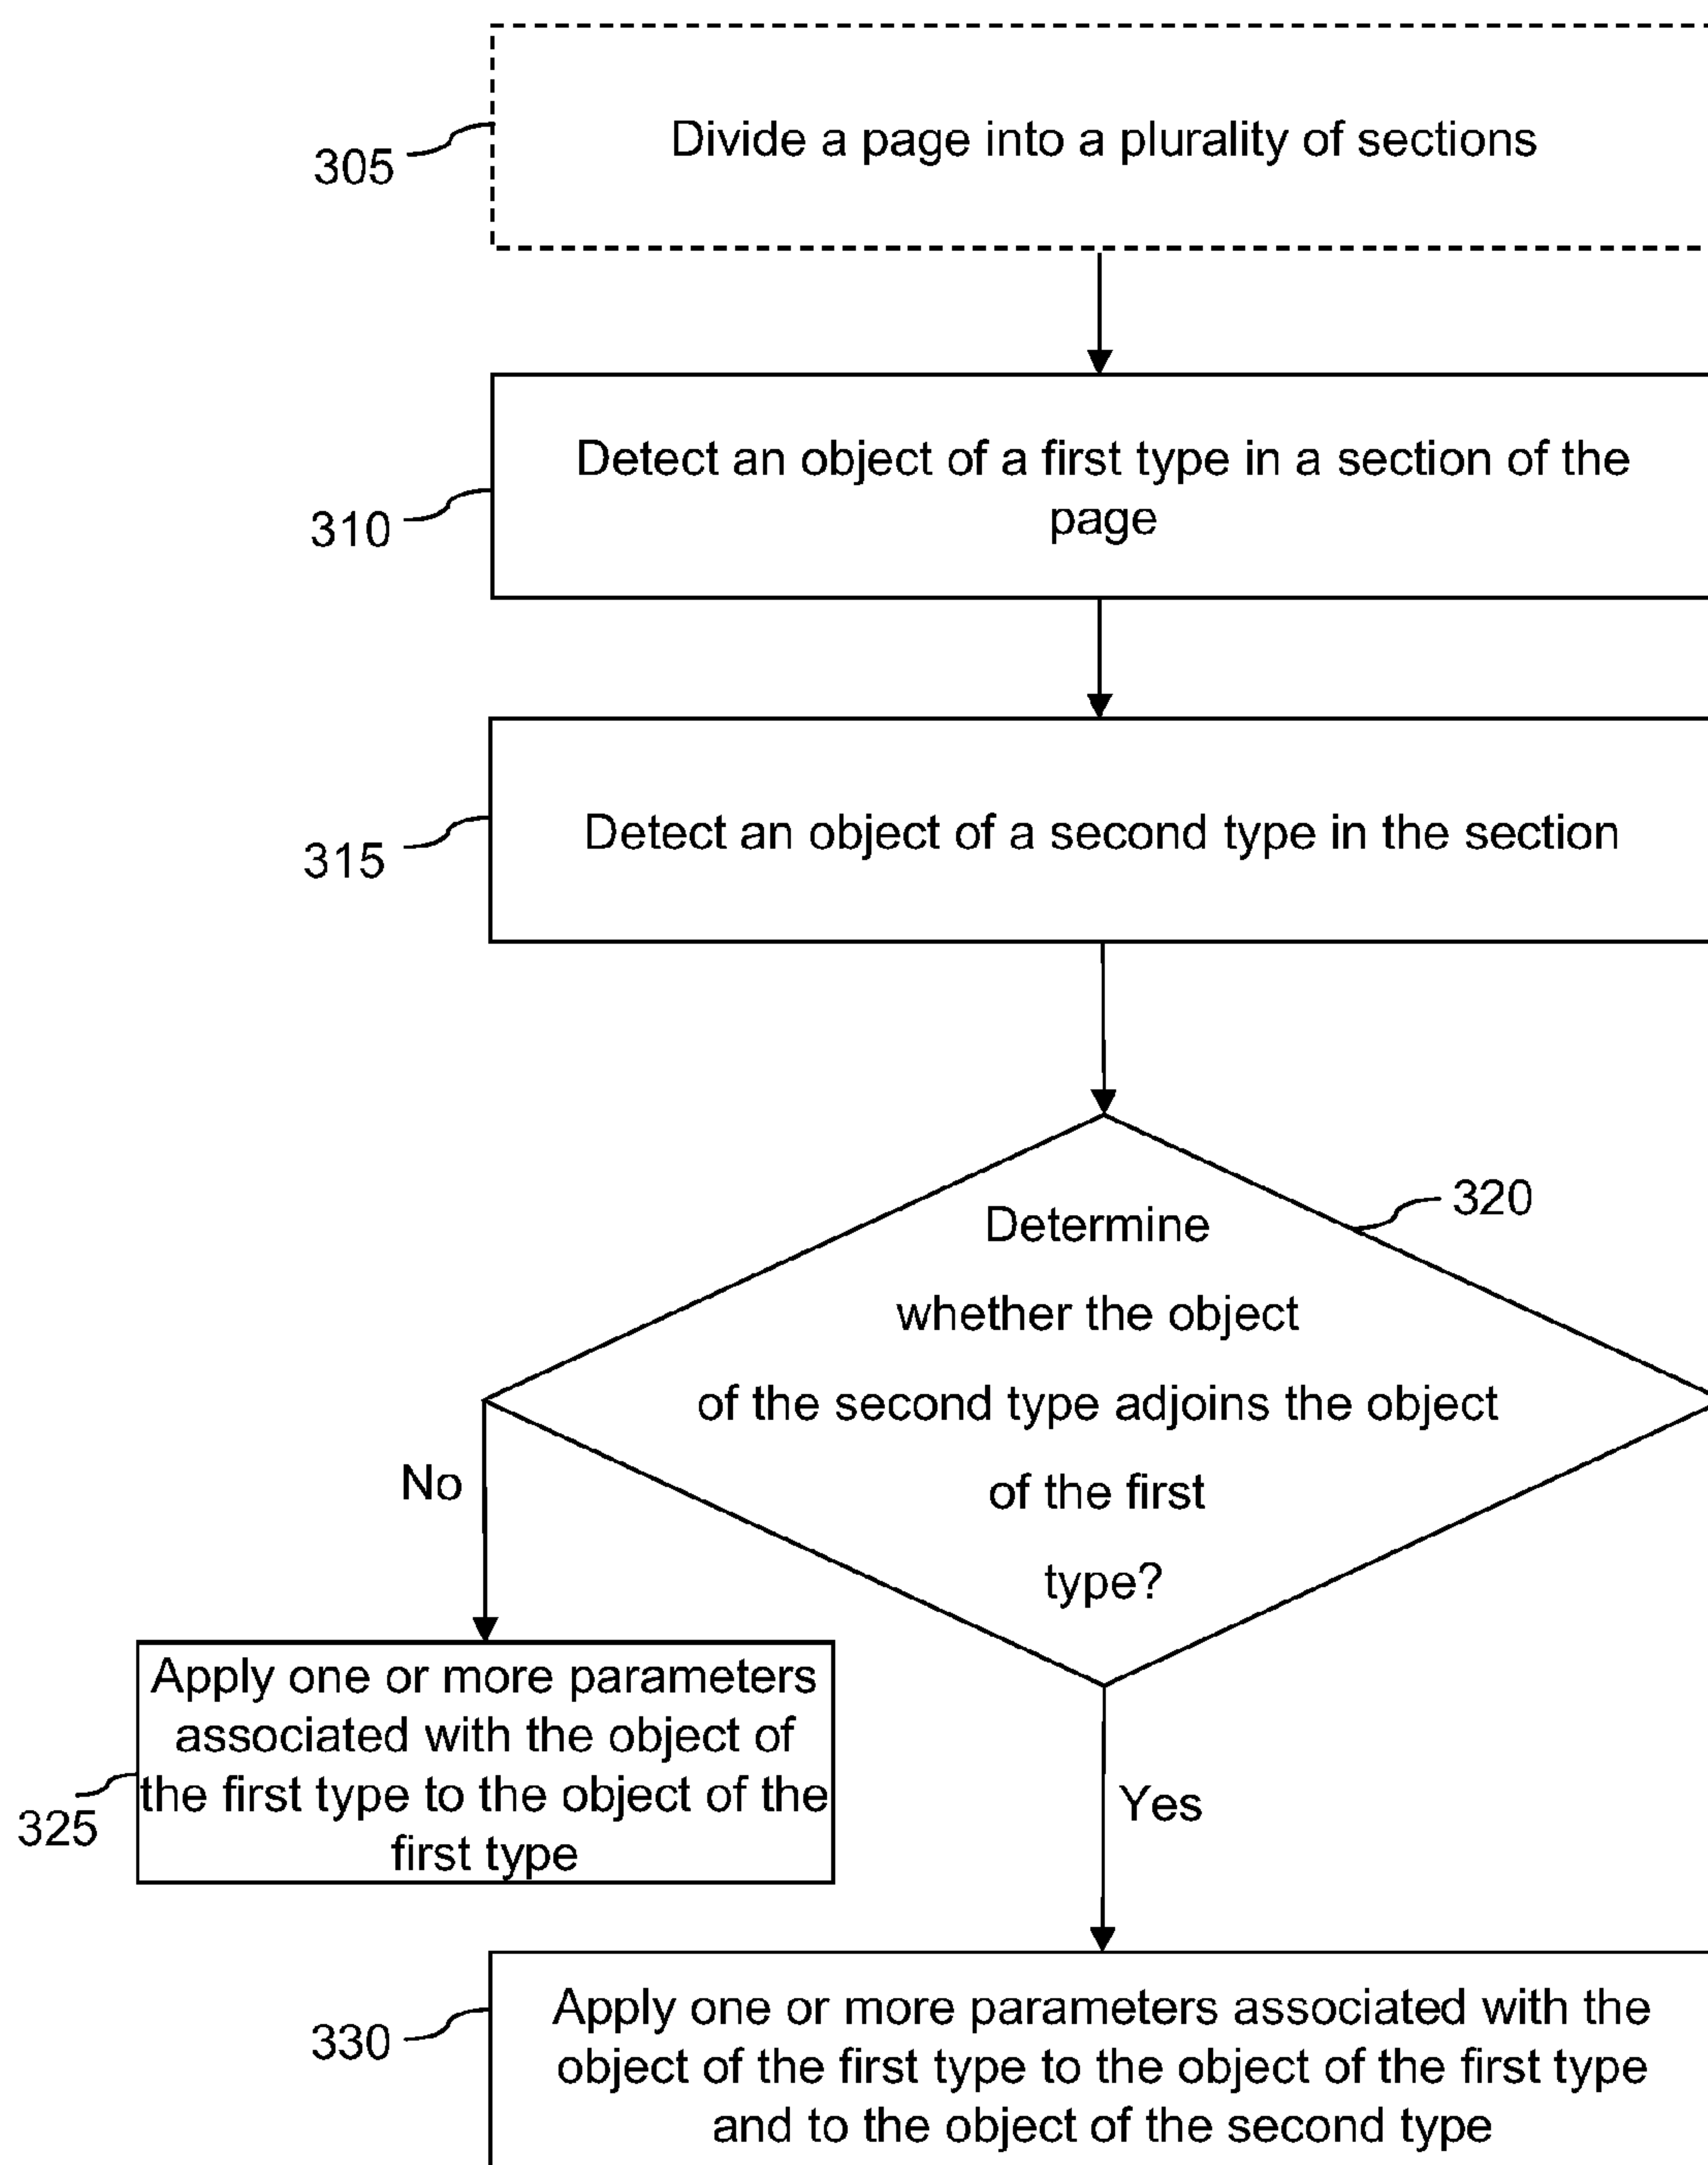 305
Divide a page into a plurality of sections
310
Detect an object of a first type in a section of the
page
315
Detect an object of a second type in the section
320
Determine
whether the object
of the second type adjoins the object
of the first
type?
No
Apply one or more parameters
associated with the object of
the first type to the object of the
first type
325
Yes
330
Apply one or more parameters associated with the
object of the first type to the object of the first type
and to the object of the second type